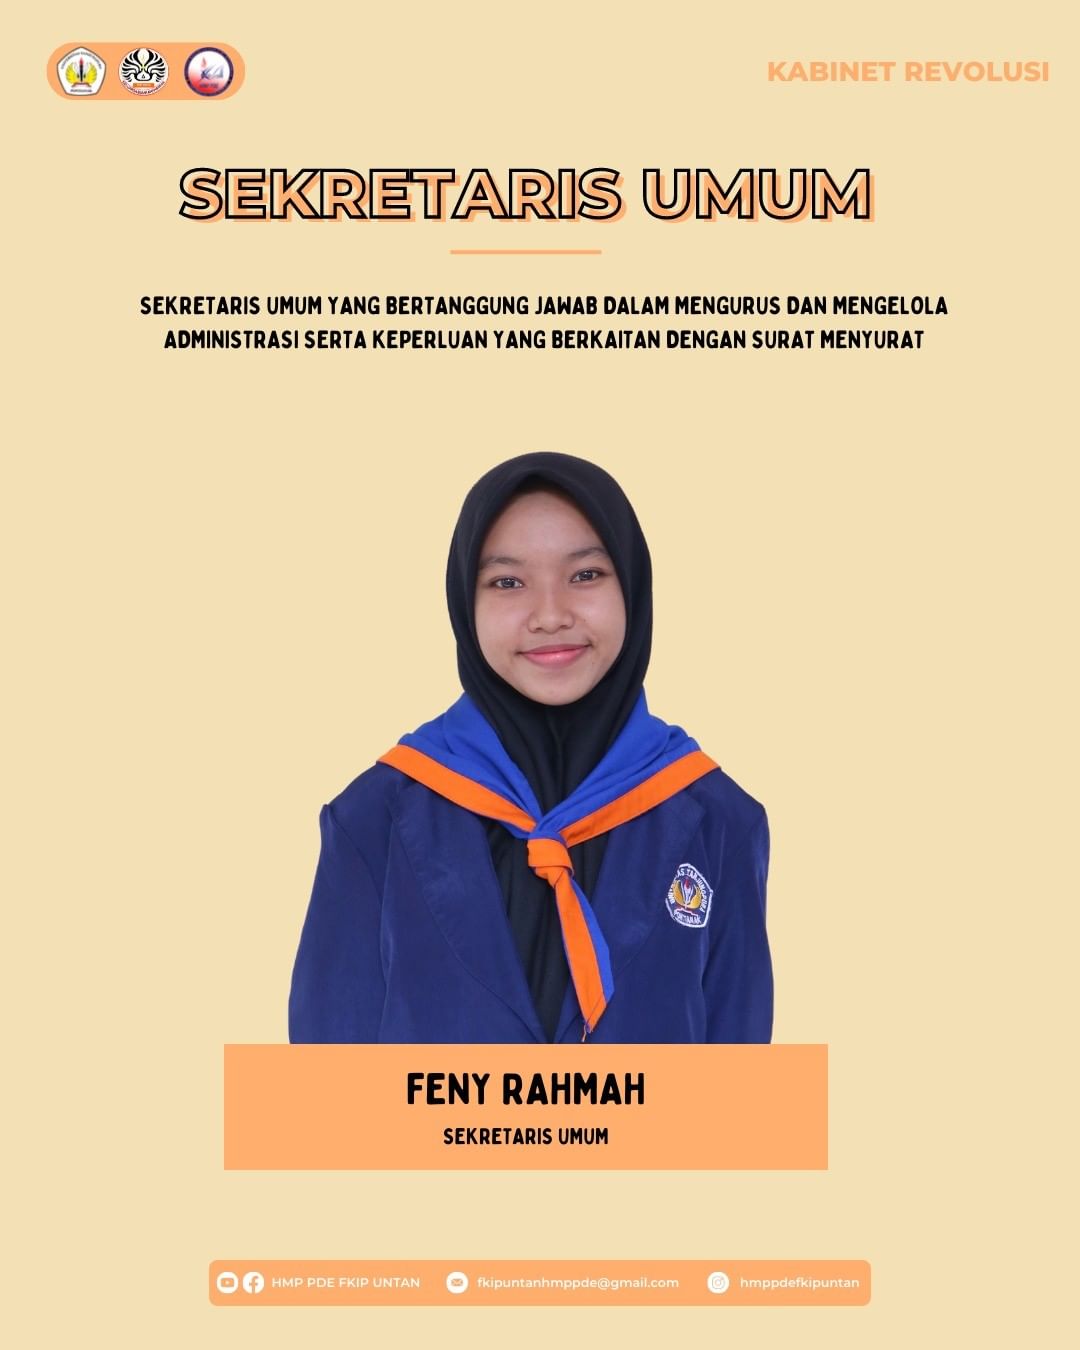 KABINET REVOLUSI
SEKRETARIS UMUM
SEKRETARIS UMUM YANG BERTANGGUNG JAWAB DALAM MENGURUS DAN MENGELOLA
ADMINISTRASI SERTA KEPERLUAN YANG BERKAITAN DENGAN SURAT MENYURAT
FENY RAHMAH
SEKRETARIS UMUM
HMP PDE FKIP UNTAN
fkipuntanhmppde@gmail.com
hmppdefkipuntan